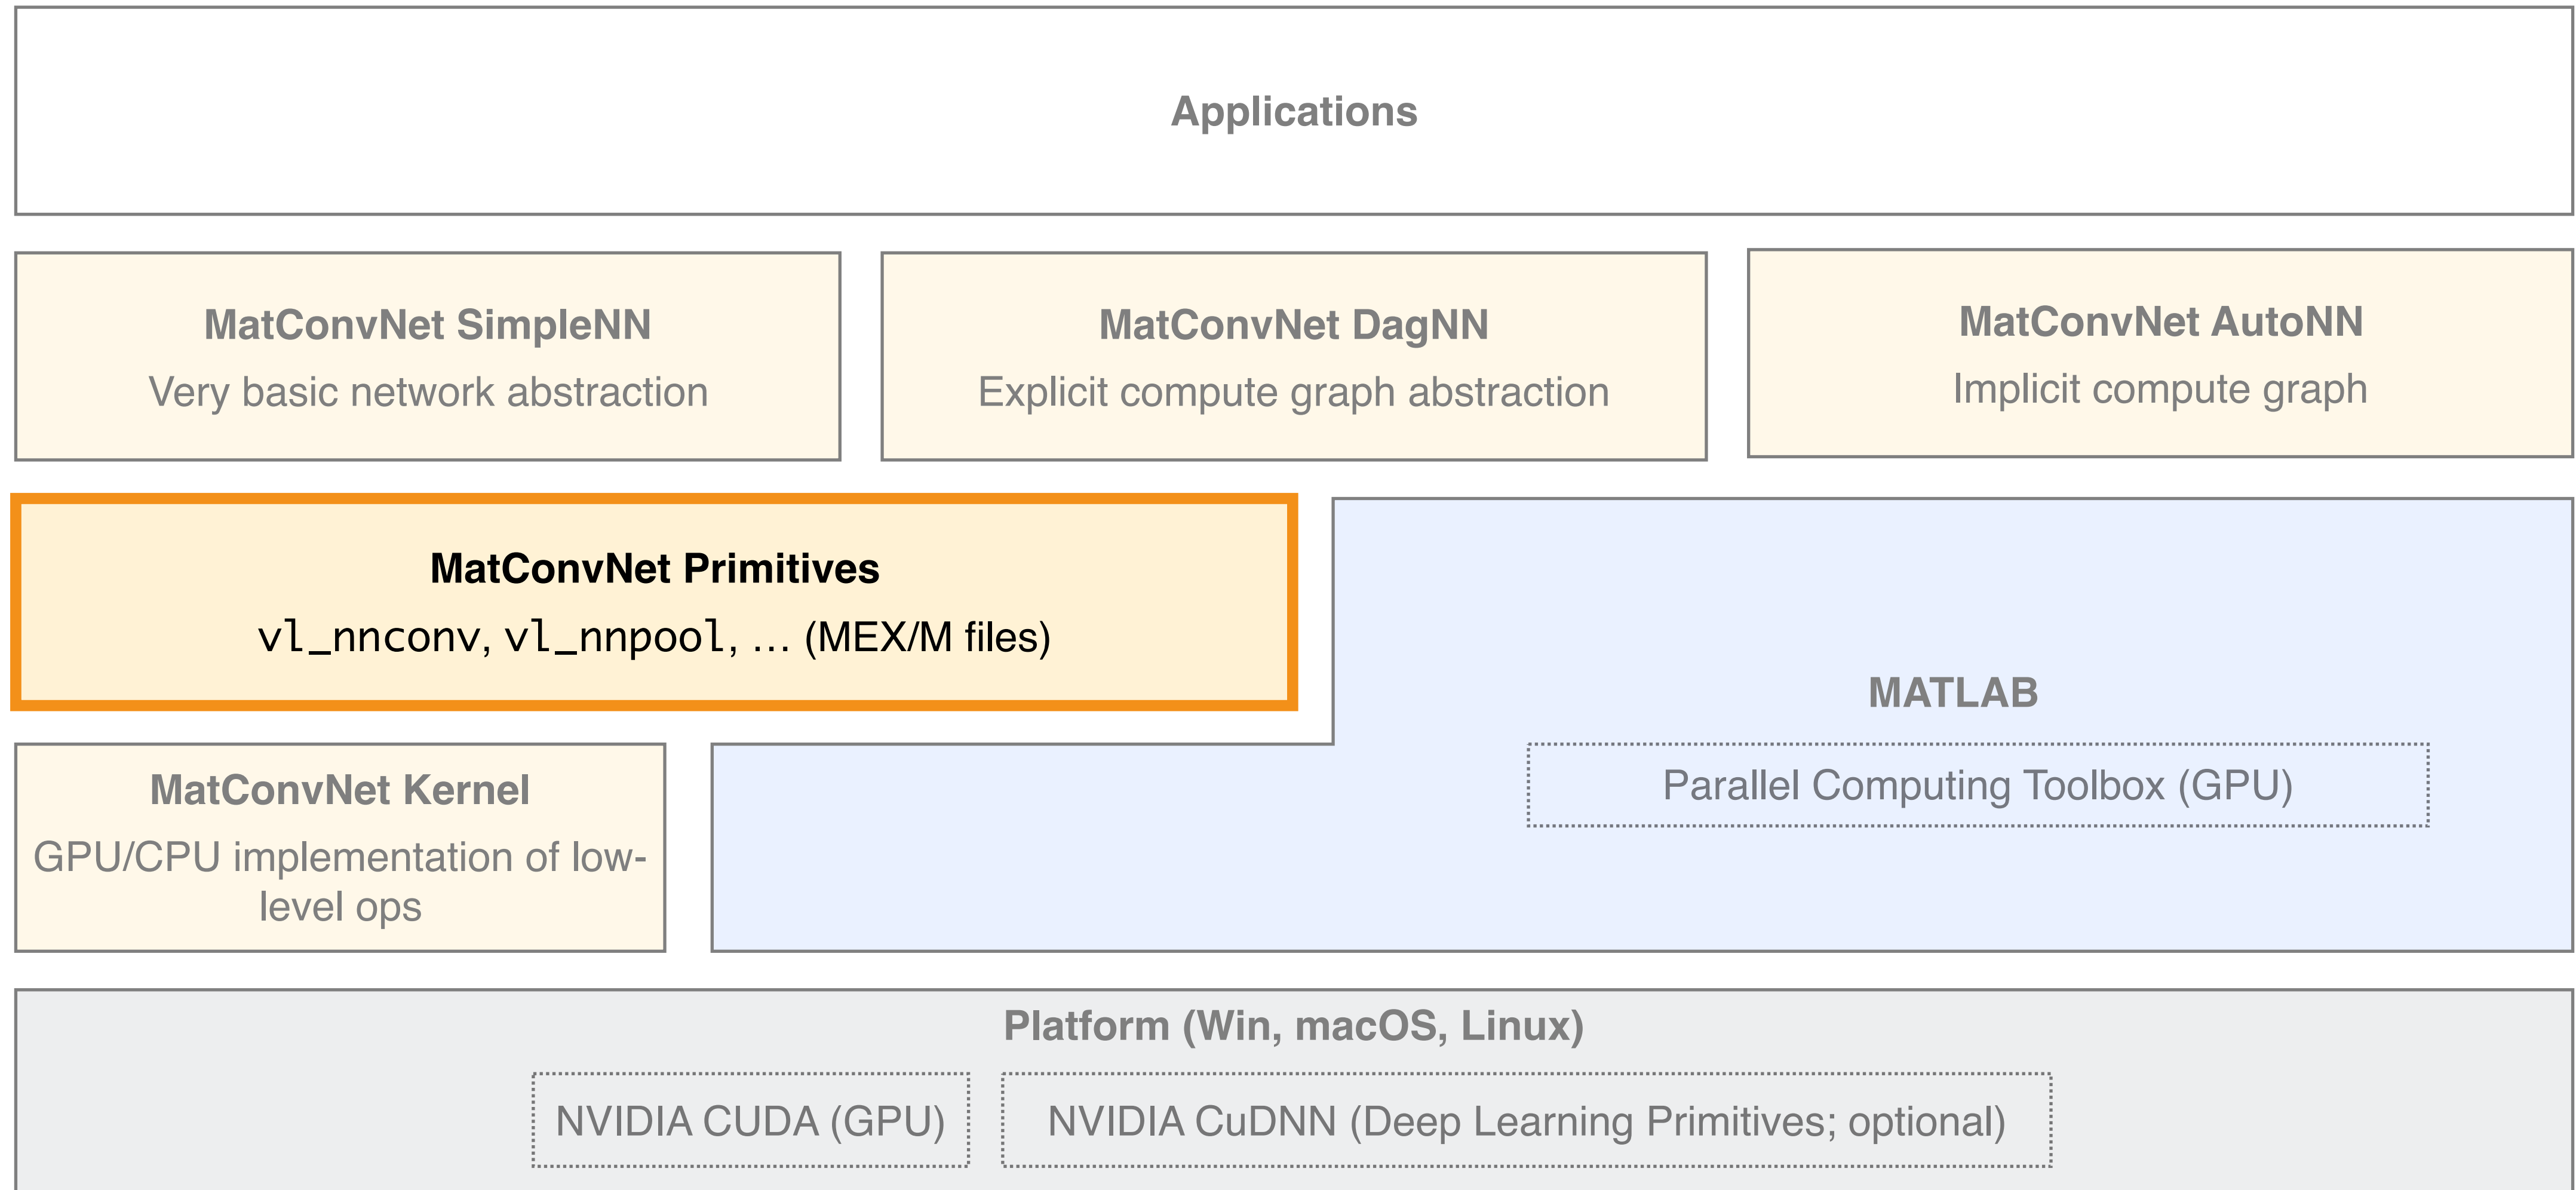 Applications
MatConvNet SimpleNN
Very basic network abstraction
MatConvNet DagNN
Explicit compute graph abstraction
MatConvNet AutoNN
Implicit compute graph
MatConvNet Primitives
vl_nnconv, vl_nnpool, … (MEX/M files)
MATLAB
Parallel Computing Toolbox (GPU)
MatConvNet Kernel
GPU/CPU implementation of low-
level ops
Platform (Win, macOS, Linux)
NVIDIA CUDA (GPU)
NVIDIA CuDNN (Deep Learning Primitives; optional)